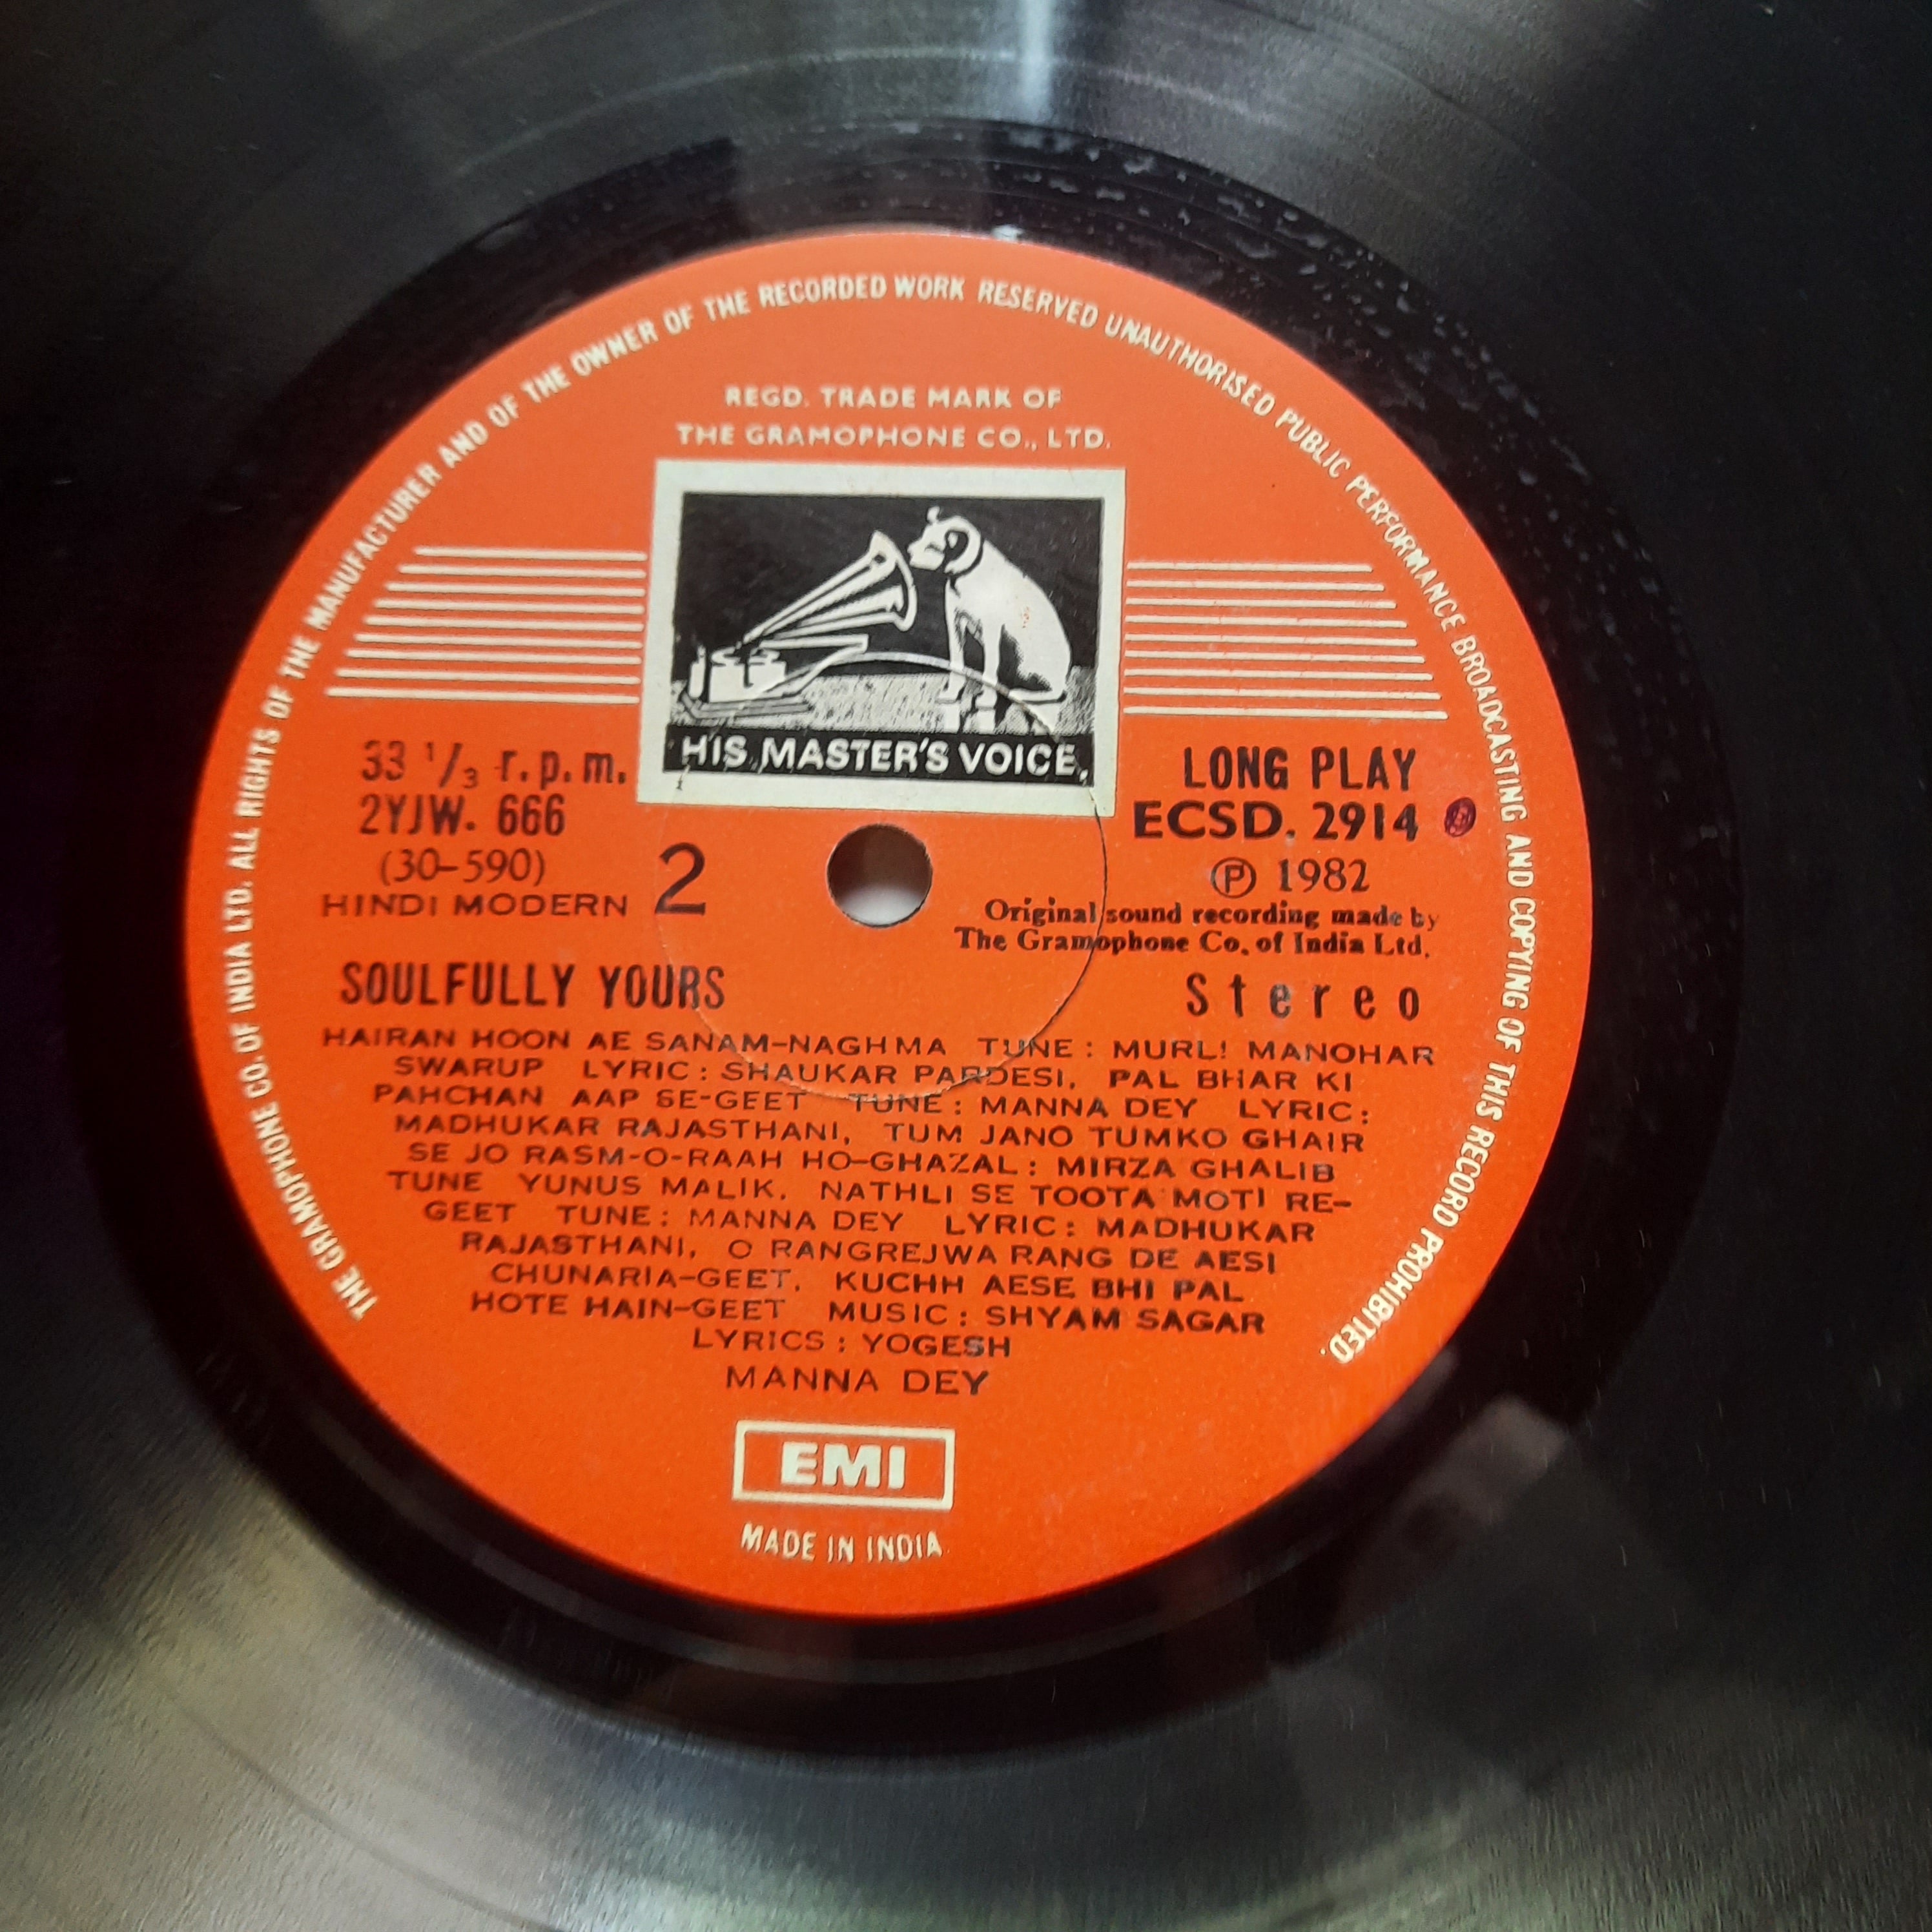 THE GRAMOPHONE CO. OF INDIA LTD. ALL RIGHTS OF THE MANUFACTURER AND OF THE OWNER OF THE RECORDED WORK RESERVED UNAUTHORISED PUBLIC PERFORMANCE BROADCASTING AND COPYING OF THIS RECORD PROHIBITED.
REGD. TRADE MARK OF
THE GRAMOPHONE CO., LTD.
HIS MASTER'S VOICE
33 1/3 r.p.m.
2YJW. 666
(30-590)
HINDI MODERN
2
LONG PLAY
ECSD. 2914
Ⓟ 1982
Original sound recording made by
The Gramophone Co. of India Ltd.
SOULFULLY YOURS
Stereo
HAIRAN HOON AE SANAM-NAGHMA TUNE: MURLI MANOHAR
SWARUP LYRIC: SHAUKAR PARDESI, PAL BHAR KI
PAHCHAN AAP SE-GEET TUNE: MANNA DEY LYRIC:
MADHUKAR RAJASTHANI, TUM JANO TUMKO GHAIR
SE JO RASM-O-RAAH HO-GHAZAL: MIRZA GHALIB
TUNE YUNUS MALIK, NATHLI SE TOOTA MOTI RE-
GEET TUNE: MANNA DEY LYRIC: MADHUKAR
RAJASTHANI, O RANGREJWA RANG DE AESI
CHUNARIA-GEET, KUCHH AESE BHI PAL
HOTE HAIN-GEET MUSIC: SHYAM SAGAR
LYRICS: YOGESH
MANNA DEY
EMI
MADE IN INDIA